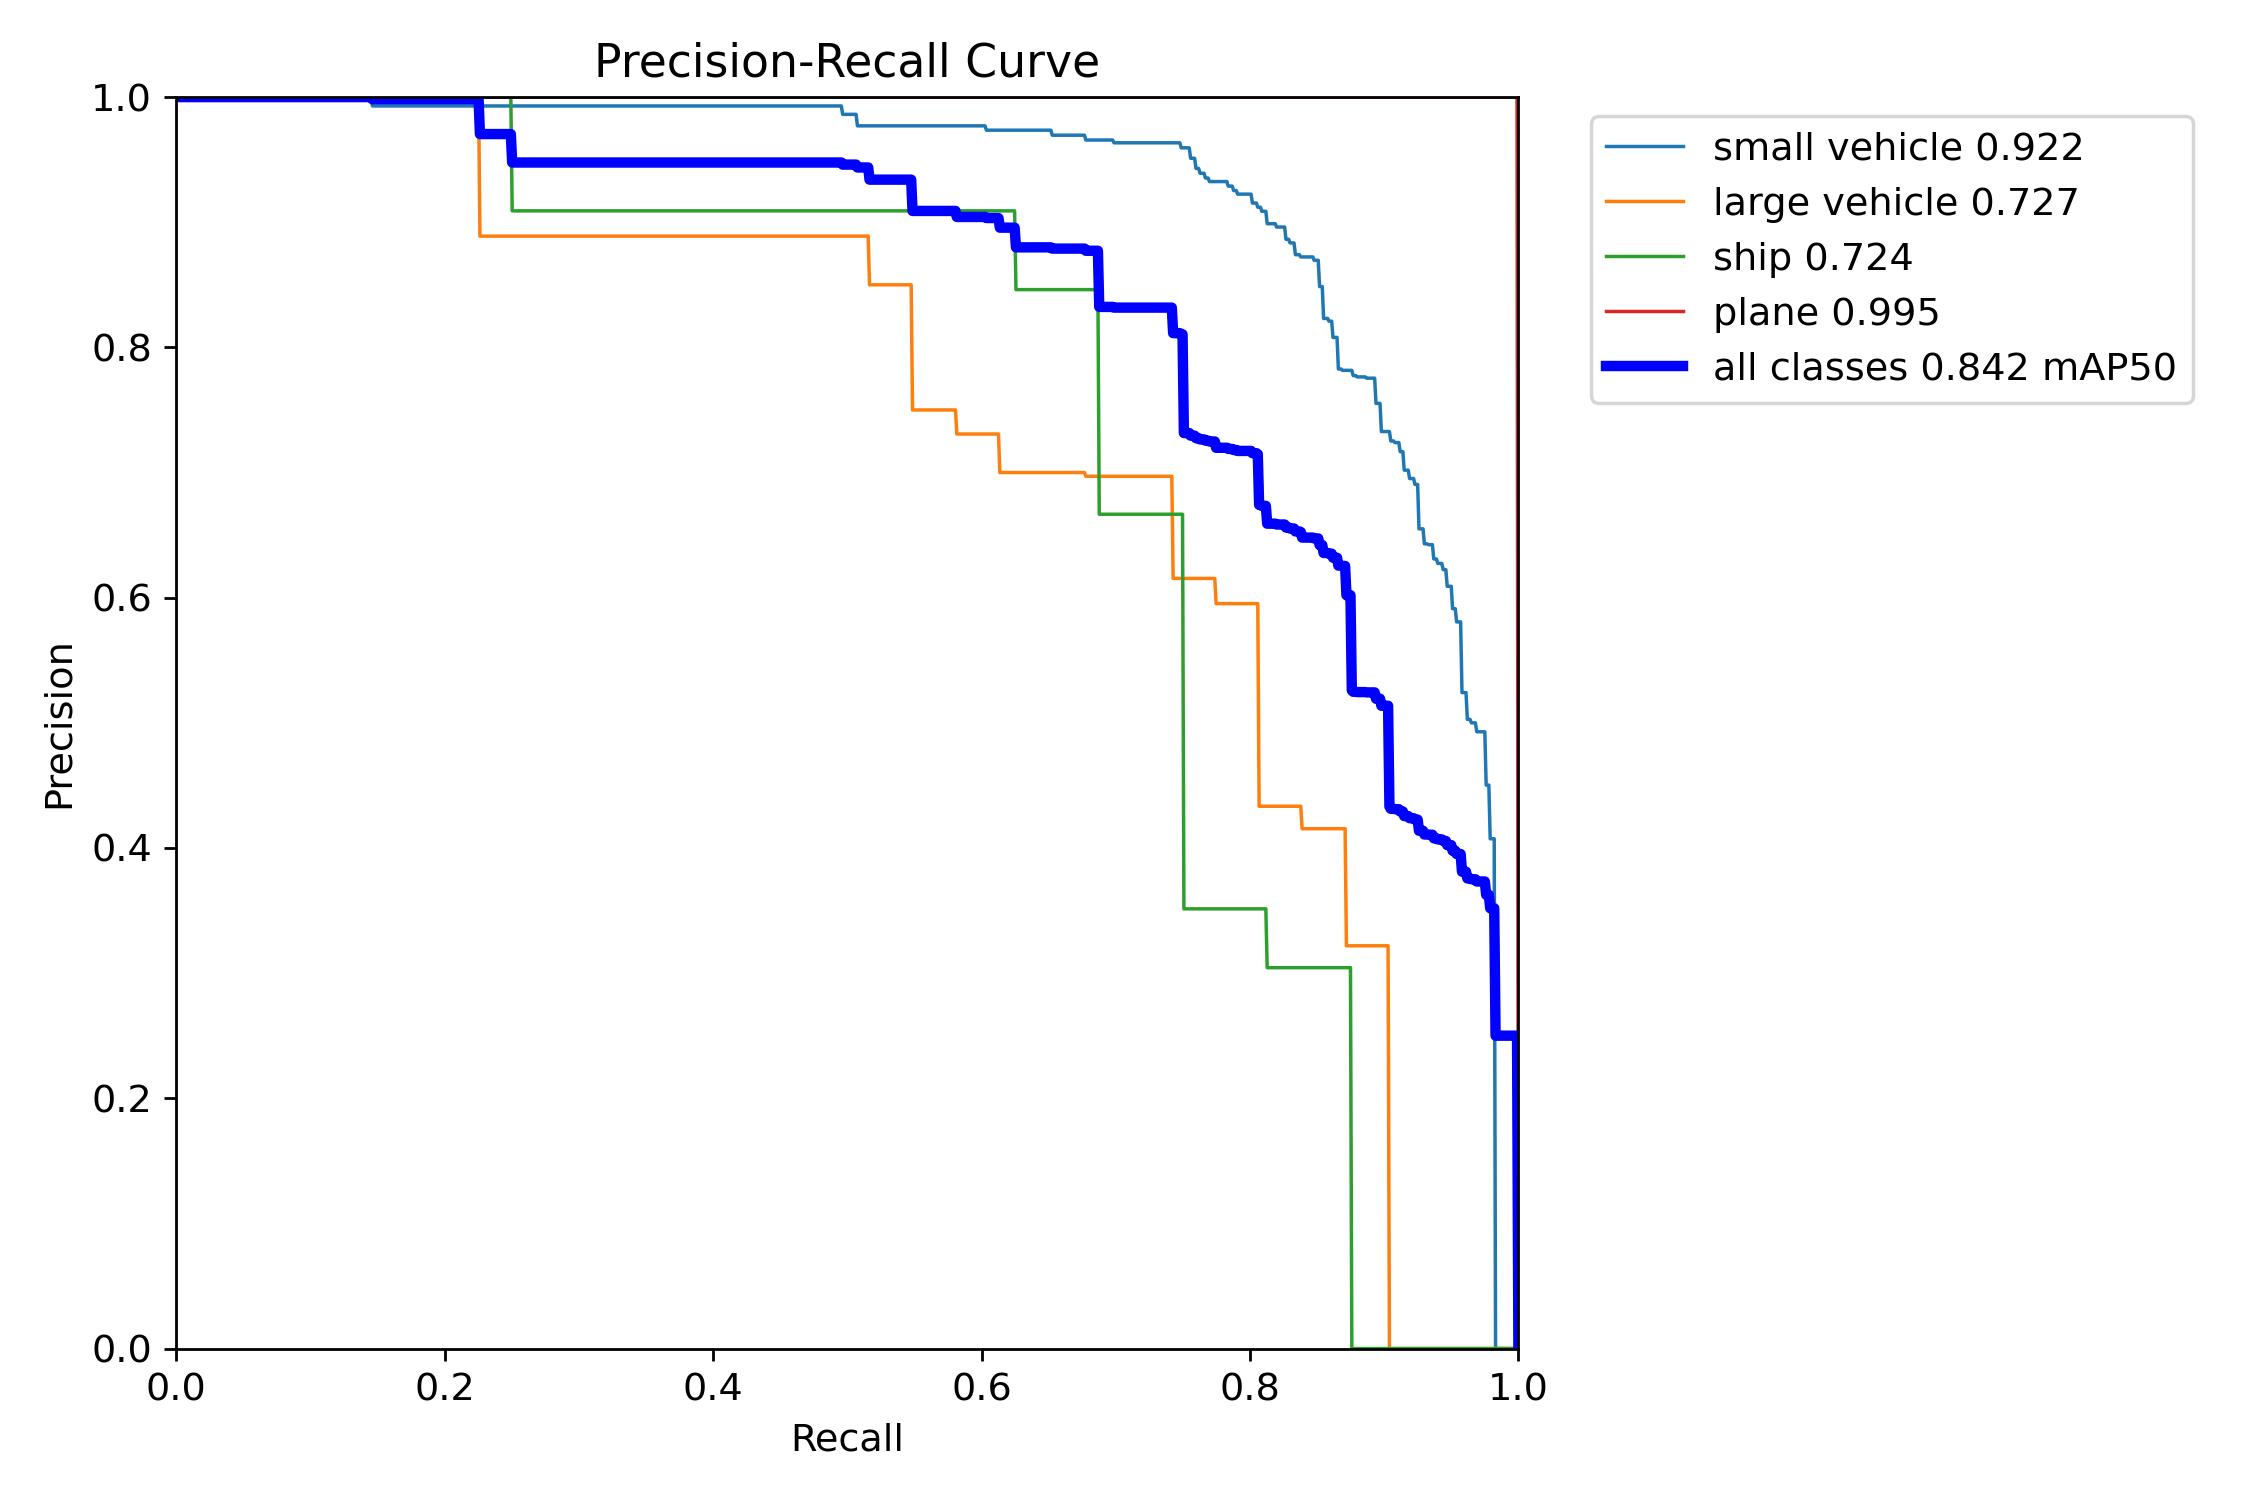 Precision-Recall Curve
1.0
0.8
0.6
0.4
0.2
0.0
Precision
0.0 0.2 0.4 0.6 0.8 1.0
Recall
small vehicle 0.922
large vehicle 0.727
ship 0.724
plane 0.995
all classes 0.842 mAP50